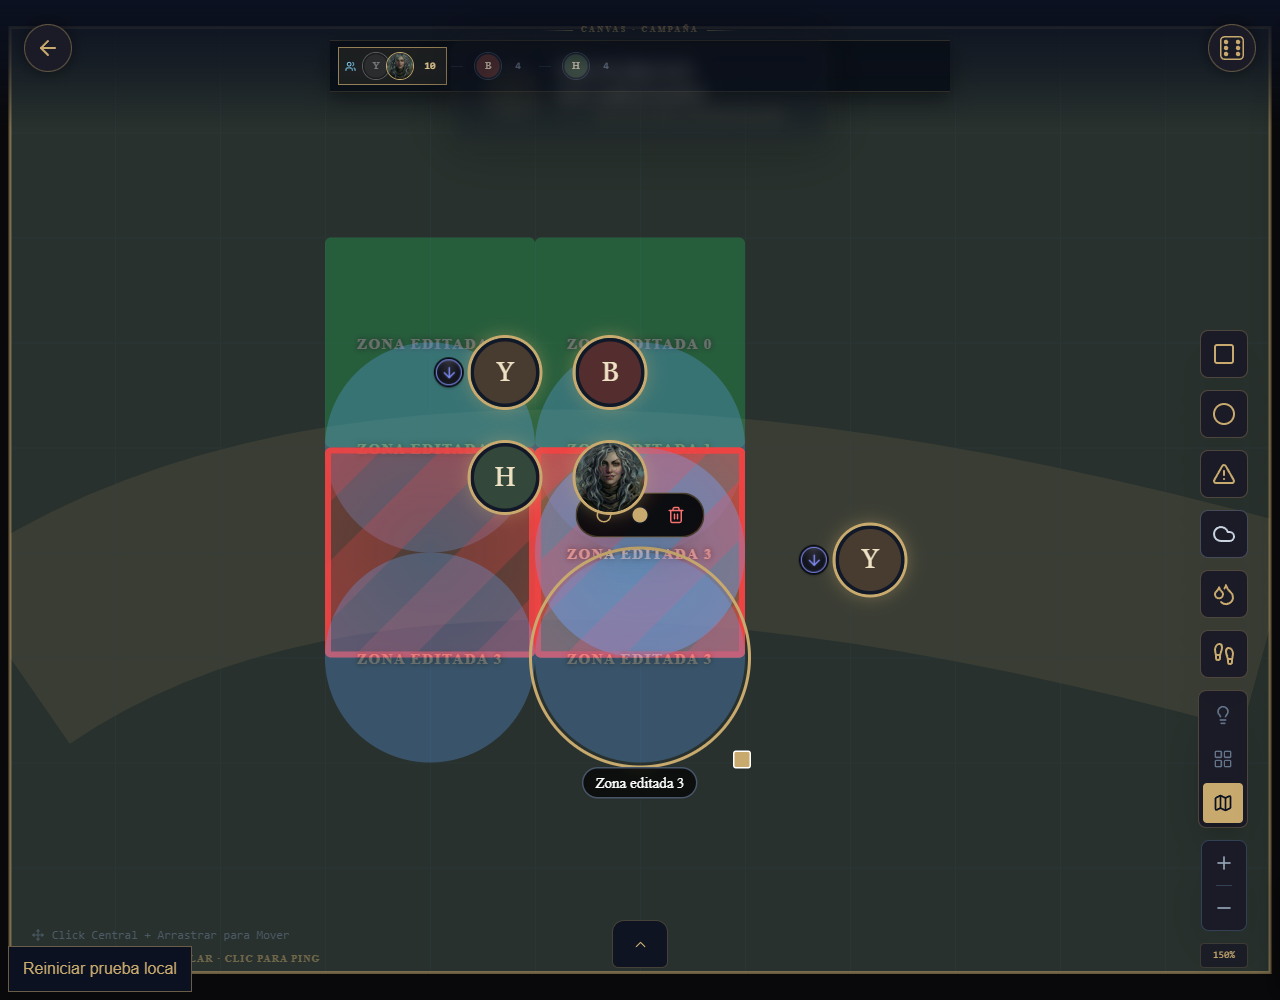 CANVAS · CAMPAÑA
Y 10 B 4 H 4
ZONA EDITADA
EDITADA 0
Y
B
H
ZONA EDITADA 3
Y
ZONA EDITADA 3
ZONA EDITADA 3
Zona editada 3
Click Central + Arrastrar para Mover
LAR · CLIC PARA PING
Reiniciar prueba local
150%